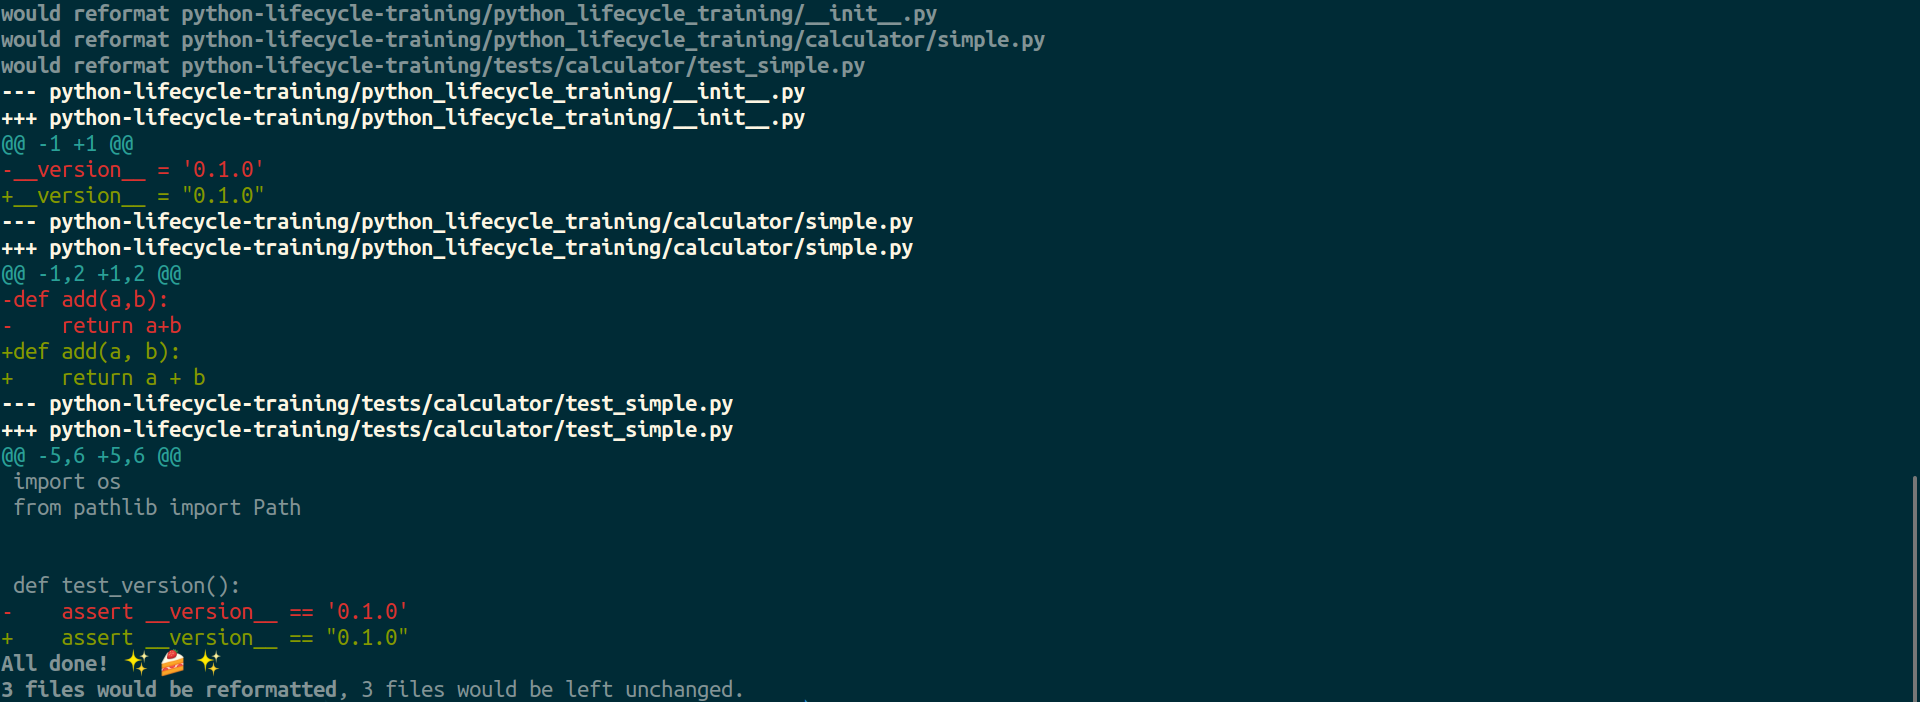 would reformat python-lifecycle-training/python_lifecycle_training/__init__.py
would reformat python-lifecycle-training/python_lifecycle_training/calculator/simple.py
would reformat python-lifecycle-training/tests/calculator/test_simple.py
--- python-lifecycle-training/python_lifecycle_training/__init__.py
+++ python-lifecycle-training/python_lifecycle_training/__init__.py
@@ -1 +1 @@
-__version__ = '0.1.0'
+__version__ = "0.1.0"
--- python-lifecycle-training/python_lifecycle_training/calculator/simple.py
+++ python-lifecycle-training/python_lifecycle_training/calculator/simple.py
@@ -1,2 +1,2 @@
-def add(a,b):
-    return a+b
+def add(a, b):
+    return a + b
--- python-lifecycle-training/tests/calculator/test_simple.py
+++ python-lifecycle-training/tests/calculator/test_simple.py
@@ -5,6 +5,6 @@
 import os
 from pathlib import Path
 def test_version():
-    assert __version__ == '0.1.0'
+    assert __version__ == "0.1.0"
All done! ✨ 🍰 ✨
3 files would be reformatted, 3 files would be left unchanged.